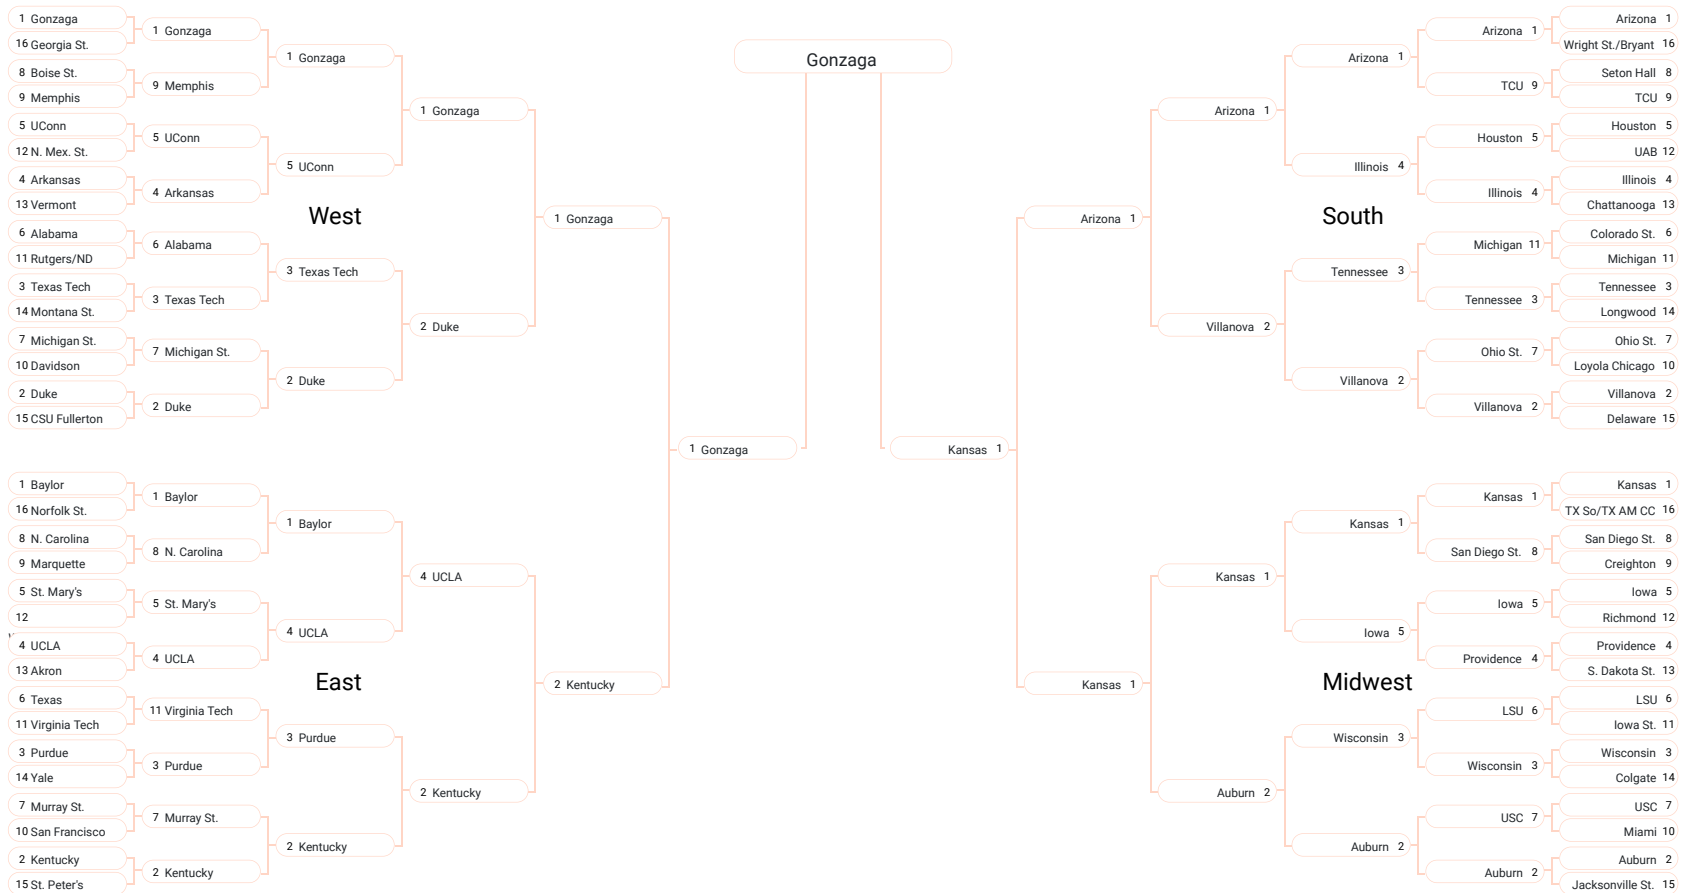 1 Gonzaga
16 Georgia St.
8 Boise St.
9 Memphis
5 UConn
12 N. Mex. St.
4 Arkansas
13 Vermont
6 Alabama
11 Rutgers/ND
3 Texas Tech
14 Montana St.
7 Michigan St.
10 Davidson
2 Duke
15 CSU Fullerton
1 Gonzaga
9 Memphis
5 UConn
4 Arkansas
6 Alabama
3 Texas Tech
7 Michigan St.
2 Duke
1 Gonzaga
5 UConn
3 Texas Tech
2 Duke
1 Gonzaga
2 Duke
1 Gonzaga
West
1 Baylor
16 Norfolk St.
8 N. Carolina
9 Marquette
5 St. Mary's
12
4 UCLA
13 Akron
6 Texas
11 Virginia Tech
3 Purdue
14 Yale
7 Murray St.
10 San Francisco
2 Kentucky
15 St. Peter's
1 Baylor
8 N. Carolina
5 St. Mary's
4 UCLA
11 Virginia Tech
3 Purdue
7 Murray St.
2 Kentucky
1 Baylor
4 UCLA
3 Purdue
2 Kentucky
4 UCLA
2 Kentucky
2 Kentucky
East
1 Gonzaga
Gonzaga
Kansas 1
Arizona 1
Arizona 1
Villanova 2
Arizona 1
Illinois 4
Tennessee 3
Villanova 2
Arizona 1
TCU 9
Houston 5
Illinois 4
Michigan 11
Tennessee 3
Ohio St. 7
Villanova 2
Arizona 1
Wright St./Bryant 16
Seton Hall 8
TCU 9
Houston 5
UAB 12
Illinois 4
Chattanooga 13
Colorado St. 6
Michigan 11
Tennessee 3
Longwood 14
Ohio St. 7
Loyola Chicago 10
Villanova 2
Delaware 15
South
Kansas 1
Kansas 1
Auburn 2
Kansas 1
Iowa 5
Wisconsin 3
Auburn 2
Kansas 1
San Diego St. 8
Iowa 5
Providence 4
LSU 6
Wisconsin 3
USC 7
Auburn 2
Kansas 1
TX So/TX AM CC 16
San Diego St. 8
Creighton 9
Iowa 5
Richmond 12
Providence 4
S. Dakota St. 13
LSU 6
Iowa St. 11
Wisconsin 3
Colgate 14
USC 7
Miami 10
Auburn 2
Jacksonville St. 15
Midwest